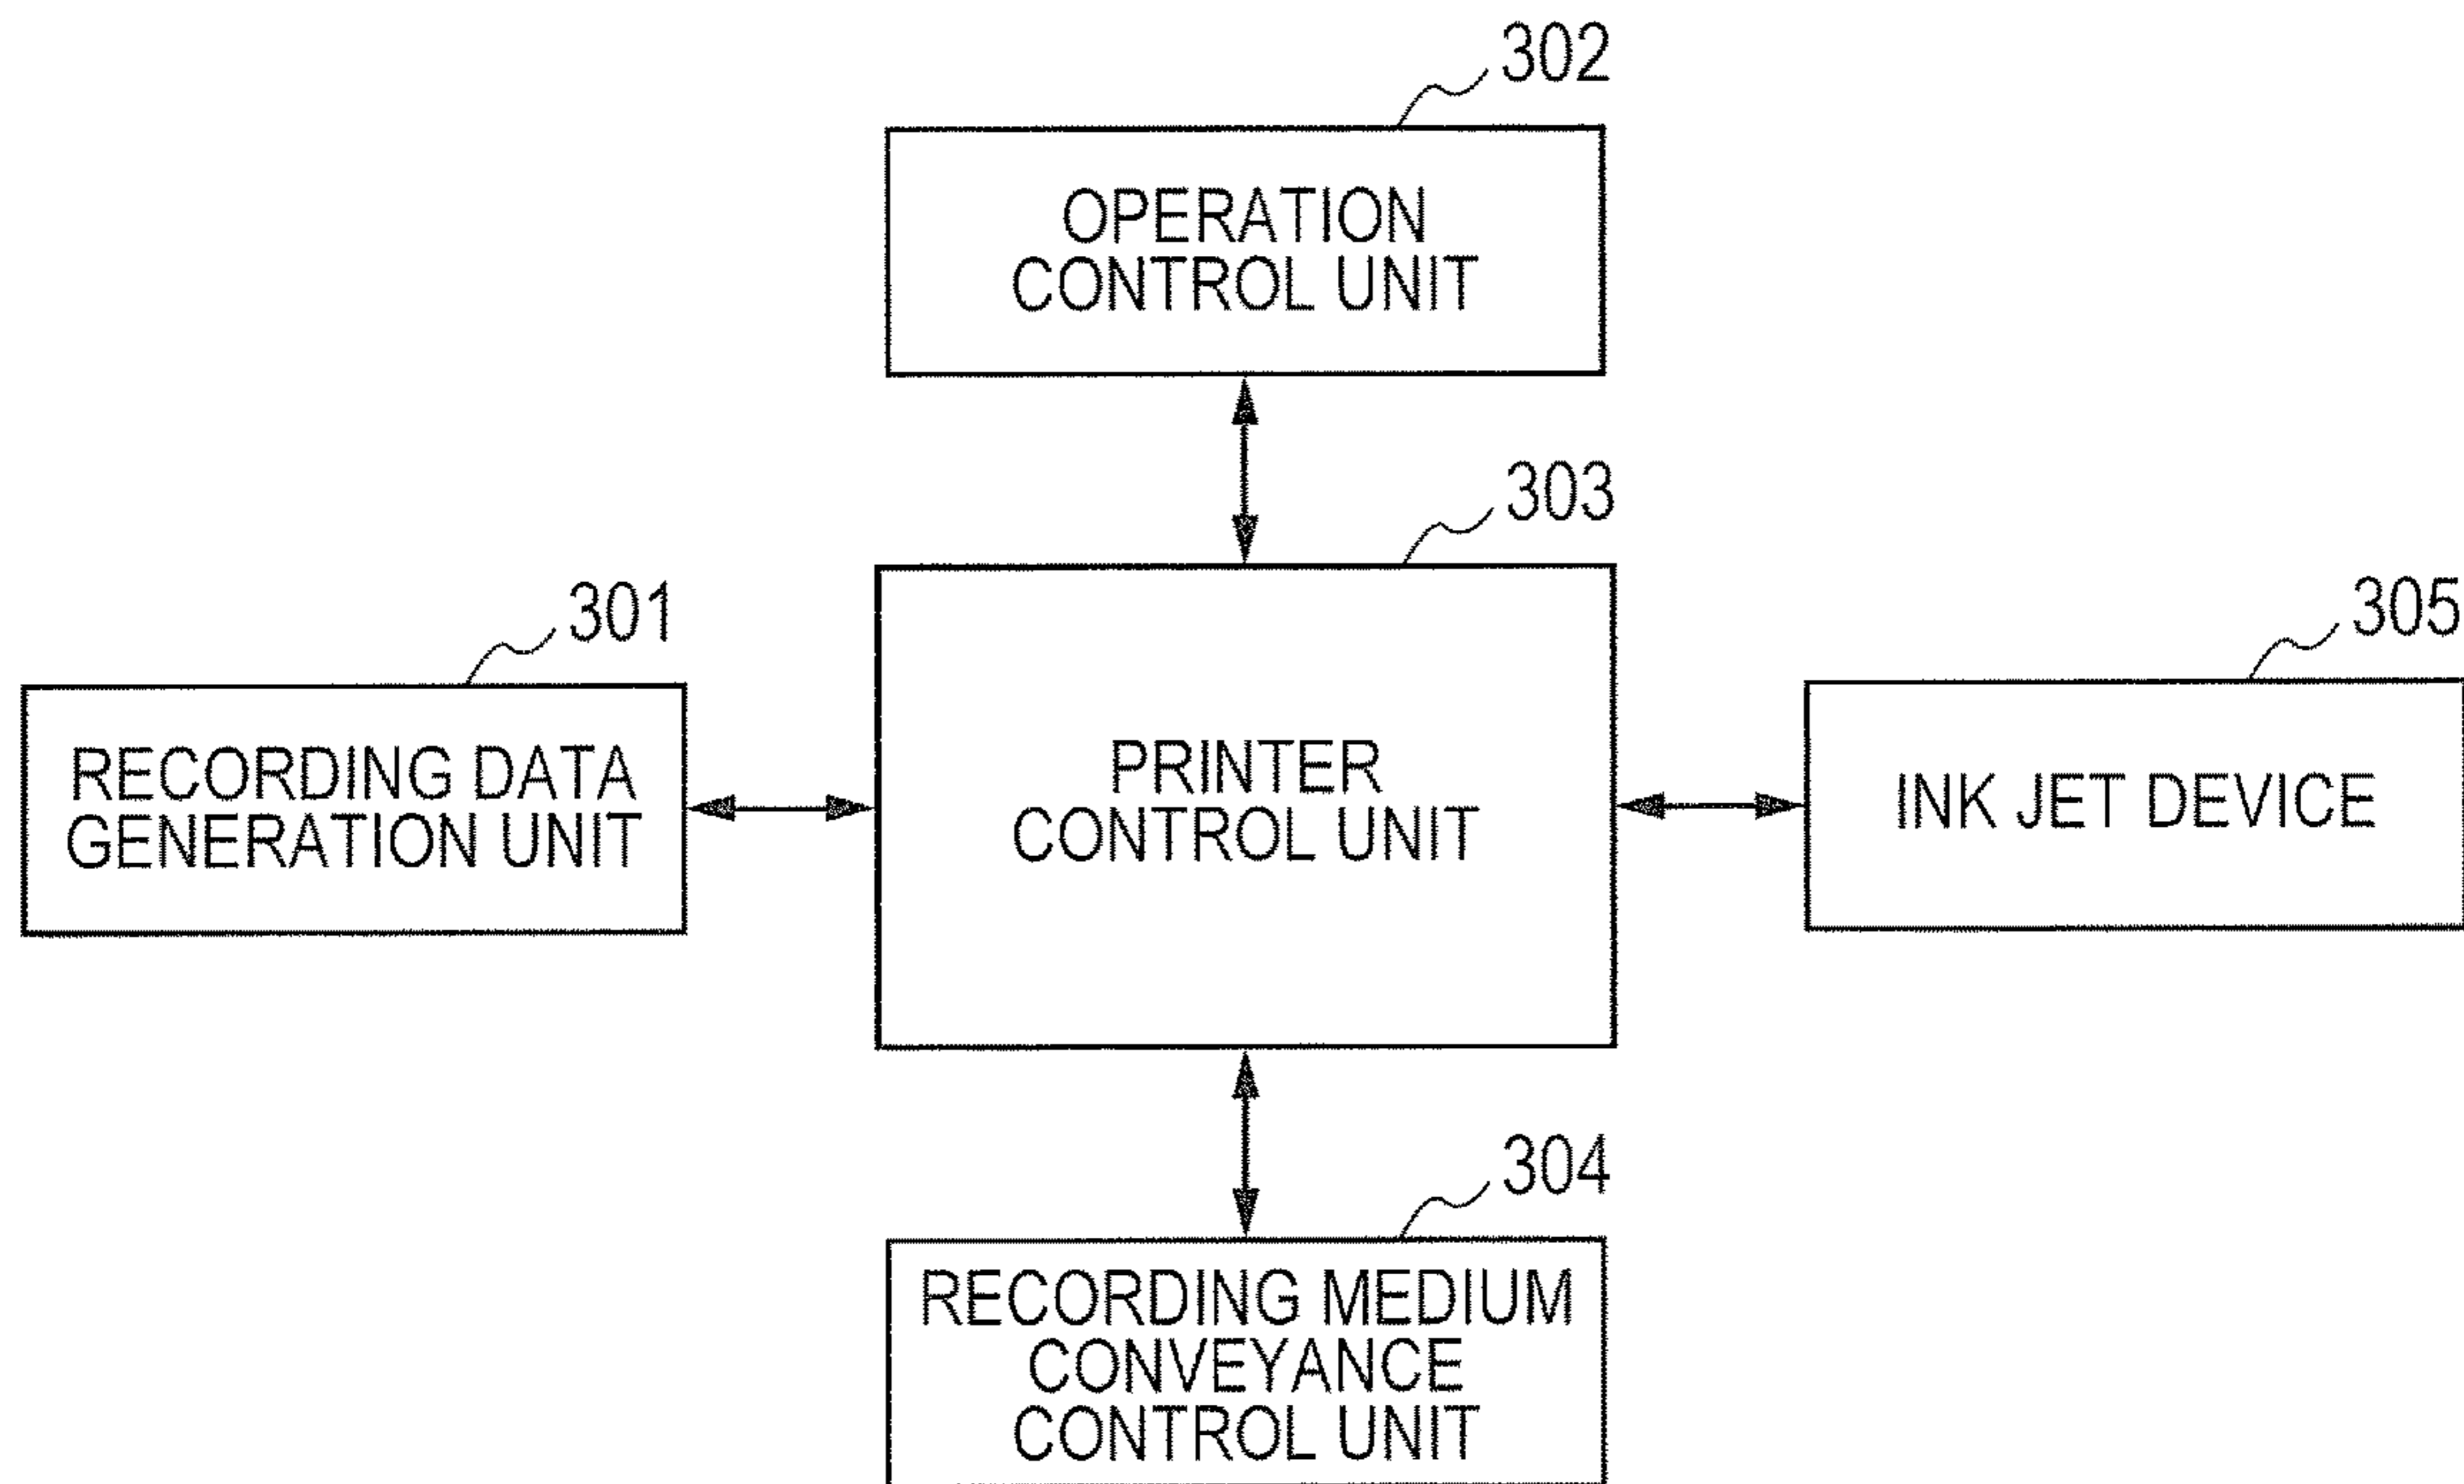 302
OPERATION
CONTROL UNIT
303
301
305
RECORDING DATA
GENERATION UNIT
PRINTER
CONTROL UNIT
INK JET DEVICE
304
RECORDING MEDIUM
CONVEYANCE
CONTROL UNIT